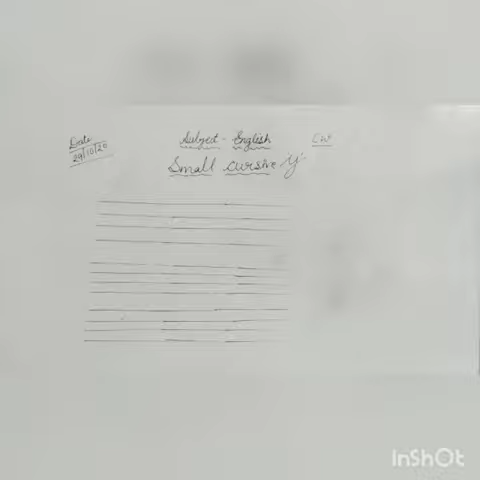 Date
29/10/20
Subject - English
CW
Small cursive 'y'
InShOt